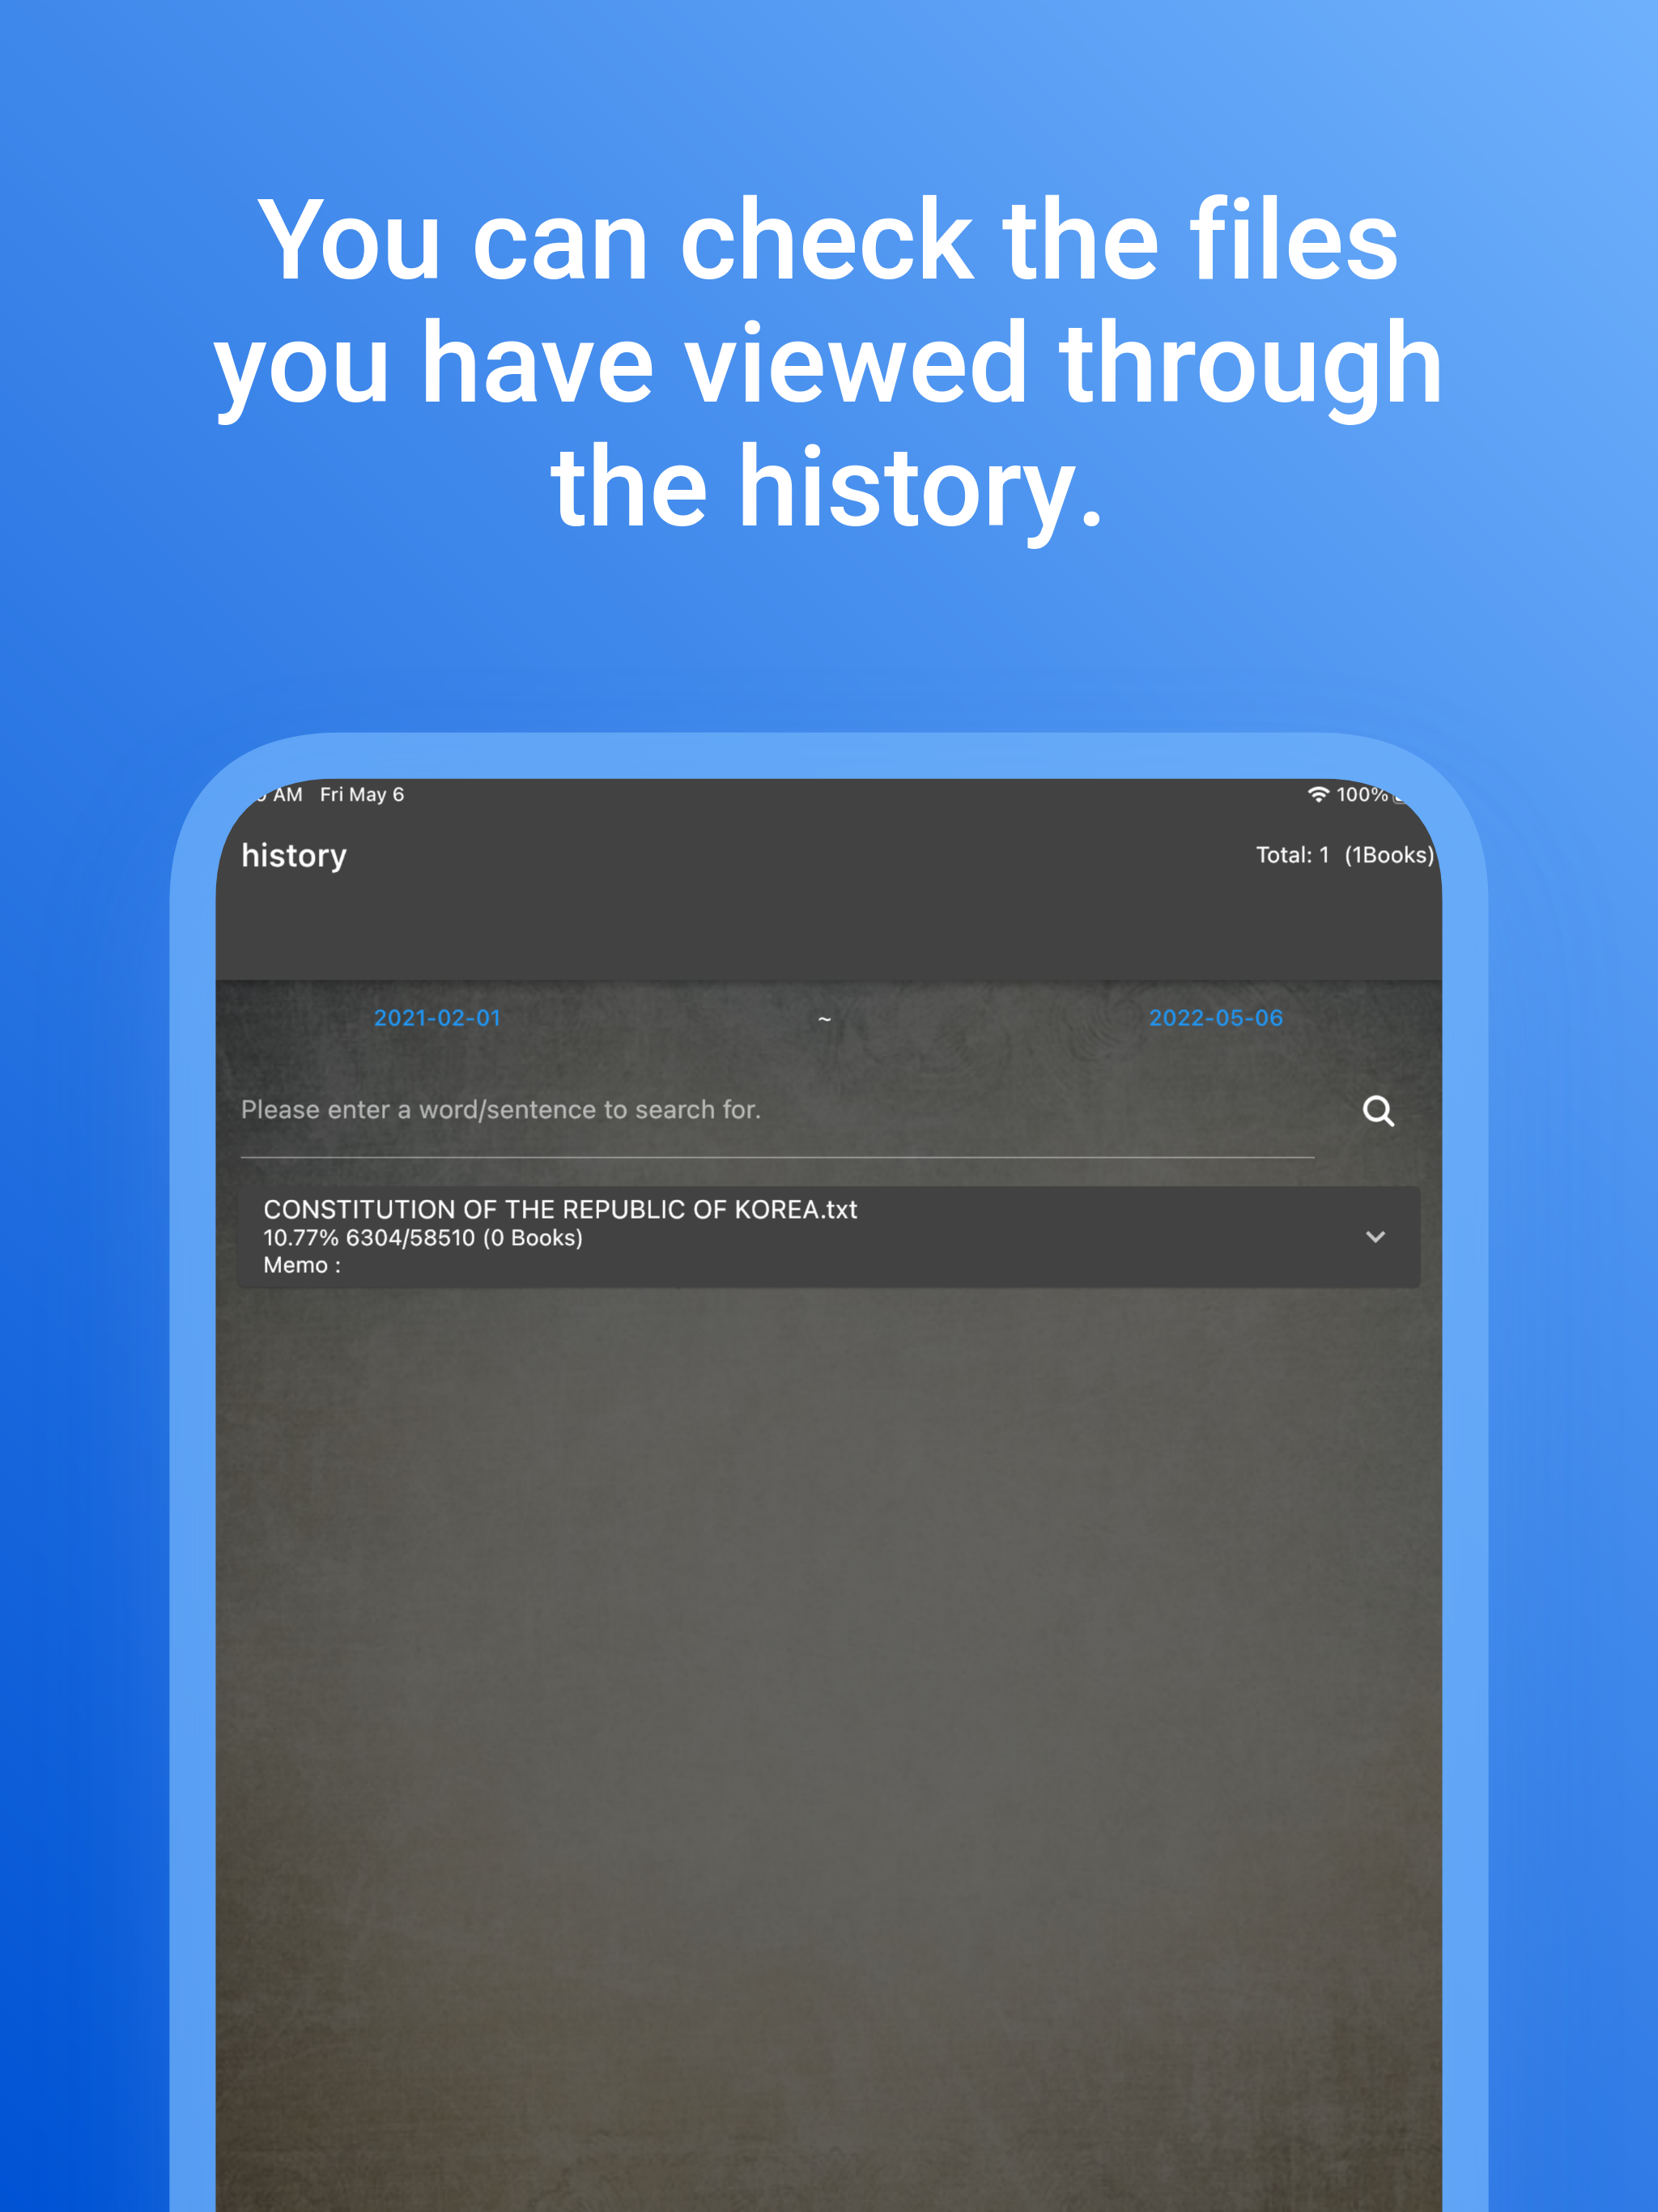 You can check the files
you have viewed through
the history.
AM Fri May 6
100%
history
Total: 1 (1Books)
2021-02-01 ~ 2022-05-06
Please enter a word/sentence to search for.
CONSTITUTION OF THE REPUBLIC OF KOREA.txt
10.77% 6304/58510 (0 Books)
Memo :